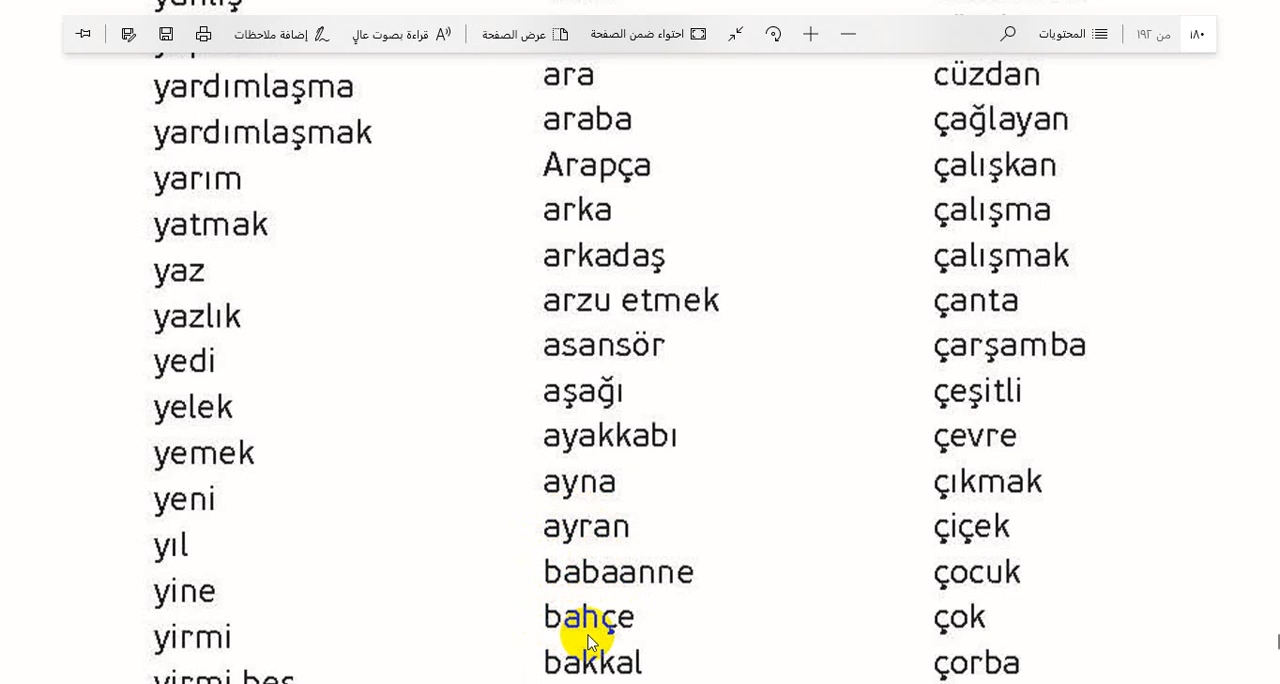 المحتويات
١٨٠ من ١٩٢
احتواء ضمن الصفحة
عرض الصفحة
قراءة بصوت عالٍ
إضافة ملاحظات
yardımlaşma
yardımlaşmak
yarım
yatmak
yaz
yazlık
yedi
yelek
yemek
yeni
yıl
yine
yirmi
yirmi beş
ara
araba
Arapça
arka
arkadaş
arzu etmek
asansör
aşağı
ayakkabı
ayna
ayran
babaanne
bahçe
bakkal
cüzdan
çağlayan
çalışkan
çalışma
çalışmak
çanta
çarşamba
çeşitli
çevre
çıkmak
çiçek
çocuk
çok
çorba